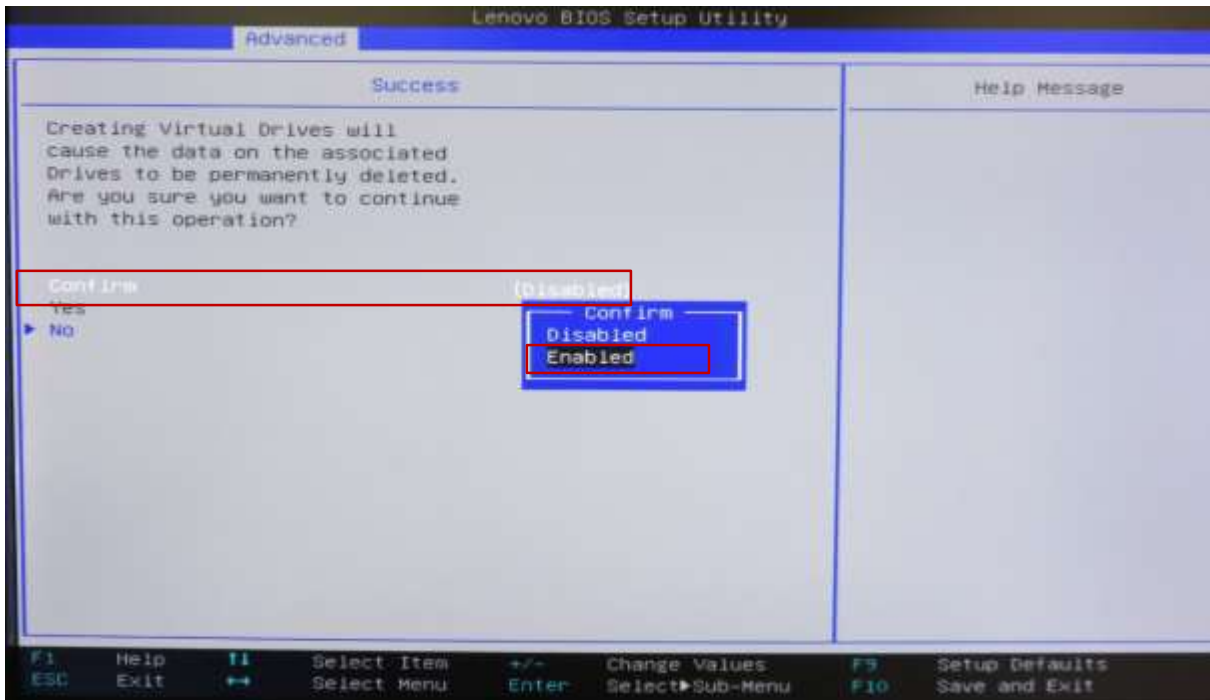 Lenovo BIOS Setup Utility
Advanced
Success
Help Message
Creating Virtual Drives will
cause the data on the associated
Drives to be permanently deleted.
Are you sure you want to continue
with this operation?
Confirm [Disabled]
Yes
► No
Confirm
Disabled
Enabled
F1 Help ↑↓ Select Item +/- Change Values F9 Setup Defaults
ESC Exit ↔ Select Menu Enter Select►Sub-Menu F10 Save and Exit